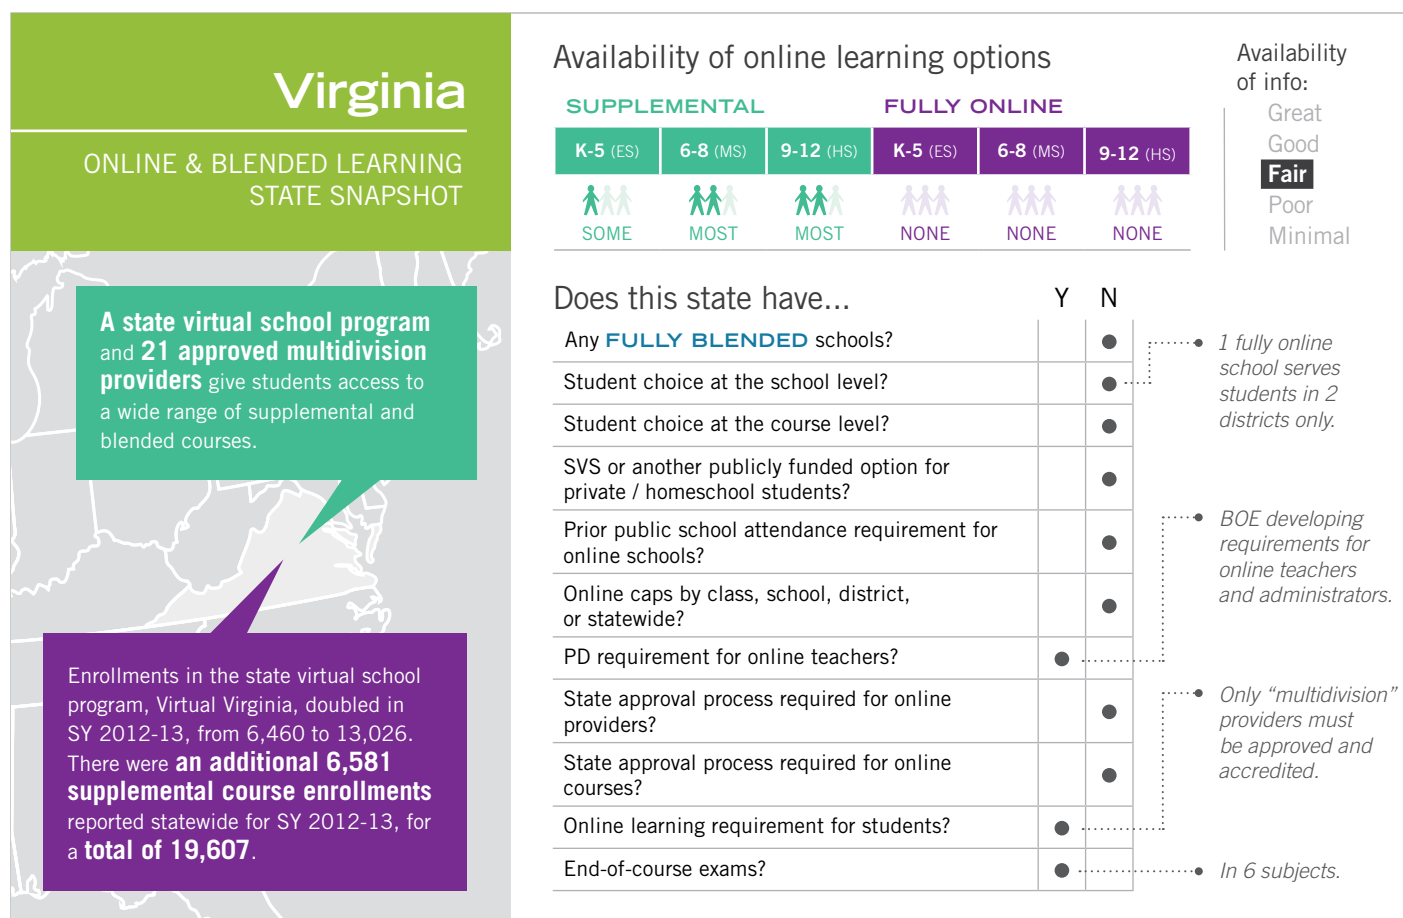 Virginia
ONLINE & BLENDED LEARNING
STATE SNAPSHOT
A state virtual school program
and 21 approved multidivision
providers give students access to
a wide range of supplemental and
blended courses.
Enrollments in the state virtual school
program, Virtual Virginia, doubled in
SY 2012-13, from 6,460 to 13,026.
There were an additional 6,581
supplemental course enrollments
reported statewide for SY 2012-13, for
a total of 19,607.
Availability of online learning options
SUPPLEMENTAL FULLY ONLINE
K-5 (ES) 6-8 (MS) 9-12 (HS) K-5 (ES) 6-8 (MS) 9-12 (HS)
SOME MOST MOST NONE NONE NONE
Availability
of info:
Great
Good
Fair
Poor
Minimal
Does this state have... Y N
Any FULLY BLENDED schools?
Student choice at the school level?
Student choice at the course level?
SVS or another publicly funded option for
private / homeschool students?
Prior public school attendance requirement for
online schools?
Online caps by class, school, district,
or statewide?
PD requirement for online teachers?
State approval process required for online
providers?
State approval process required for online
courses?
Online learning requirement for students?
End-of-course exams?
1 fully online
school serves
students in 2
districts only.
BOE developing
requirements for
online teachers
and administrators.
Only “multidivision”
providers must
be approved and
accredited.
In 6 subjects.